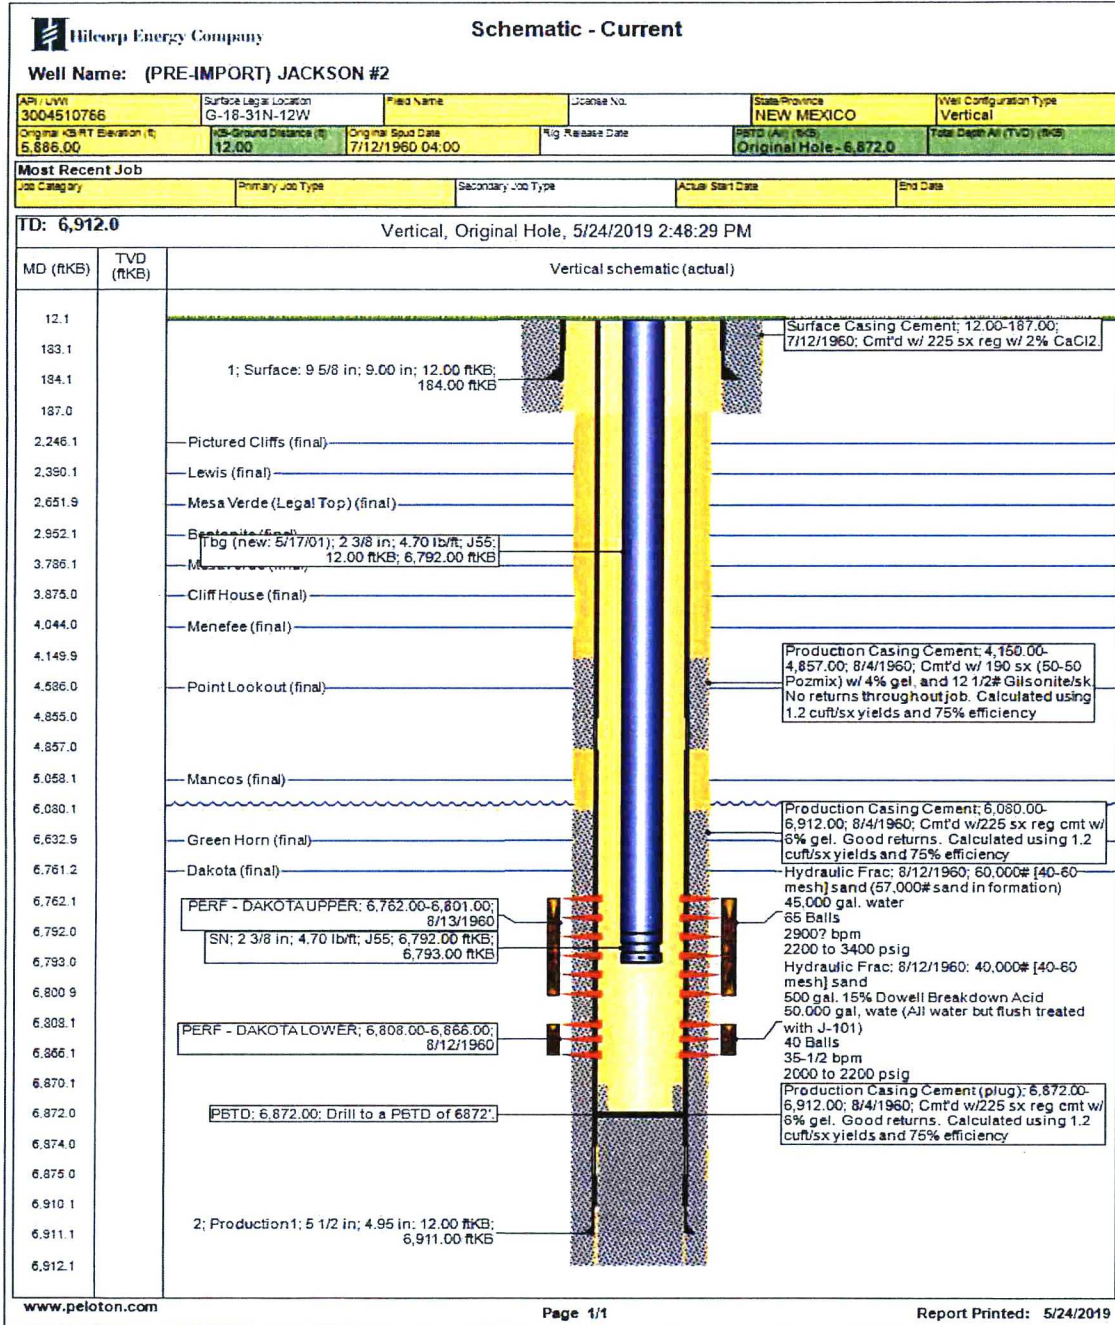 Hilcorp Energy Company
Schematic - Current
Well Name: (PRE-IMPORT) JACKSON #2
API / UWI
3004510766
Surface Legal Location
G-18-31N-12W
Field Name
License No.
State/Province
NEW MEXICO
Well Configuration Type
Vertical
Original KB/RT Elevation (ft)
5,886.00
KB-Ground Distance (ft)
12.00
Original Spud Date
7/12/1960 04:00
Rig Release Date
PBTD (All) (ftKB)
Original Hole - 6,872.0
Total Depth All (TVD) (ftKB)
Most Recent Job
Job Category
Primary Job Type
Secondary Job Type
Actual Start Date
End Date
TD: 6,912.0
Vertical, Original Hole, 5/24/2019 2:48:29 PM
MD (ftKB)
TVD
(ftKB)
Vertical schematic (actual)
12.1
183.1
184.1
187.0
2,246.1
2,390.1
2,651.9
2,952.1
3,786.1
3,875.0
4,044.0
4,149.9
4,586.0
4,855.0
4,857.0
5,058.1
6,080.1
6,632.9
6,761.2
6,762.1
6,792.0
6,793.0
6,800.9
6,808.1
6,866.1
6,870.1
6,872.0
6,874.0
6,875.0
6,910.1
6,911.1
6,912.1
Surface Casing Cement; 12.00-187.00;
7/12/1960; Cmt'd w/ 225 sx reg w/ 2% CaCl2.
1; Surface: 9 5/8 in; 9.00 in; 12.00 ftKB;
184.00 ftKB
Pictured Cliffs (final)
Lewis (final)
Mesa Verde (Legal Top) (final)
Tbg (new: 5/17/01); 2 3/8 in; 4.70 lb/ft; J55;
12.00 ftKB; 6,792.00 ftKB
Cliff House (final)
Menefee (final)
Production Casing Cement; 4,150.00-
4,857.00; 8/4/1960; Cmt'd w/ 190 sx (50-50
Pozmix) w/ 4% gel, and 12 1/2# Gilsonite/sk.
No returns throughout job. Calculated using
1.2 cuft/sx yields and 75% efficiency
Point Lookout (final)
Mancos (final)
Production Casing Cement; 6,080.00-
6,912.00; 8/4/1960; Cmt'd w/225 sx reg cmt w/
6% gel. Good returns. Calculated using 1.2
cuft/sx yields and 75% efficiency
Green Horn (final)
Dakota (final)
Hydraulic Frac; 8/12/1960; 60,000# [40-60
mesh] sand (57,000# sand in formation)
45,000 gal. water
65 Balls
2900? bpm
2200 to 3400 psig
PERF - DAKOTA UPPER; 6,762.00-6,801.00;
8/13/1960
SN; 2 3/8 in; 4.70 lb/ft; J55; 6,792.00 ftKB;
6,793.00 ftKB
Hydraulic Frac; 8/12/1960; 40,000# [40-60
mesh] sand
500 gal. 15% Dowell Breakdown Acid
50,000 gal, wate (All water but flush treated
with J-101)
40 Balls
35-1/2 bpm
2000 to 2200 psig
PERF - DAKOTA LOWER; 6,808.00-6,866.00;
8/12/1960
PBTD; 6,872.00; Drill to a PBTD of 6872'.
Production Casing Cement (plug); 6,872.00-
6,912.00; 8/4/1960; Cmt'd w/225 sx reg cmt w/
6% gel. Good returns. Calculated using 1.2
cuft/sx yields and 75% efficiency
2; Production1; 5 1/2 in; 4.95 in; 12.00 ftKB;
6,911.00 ftKB
www.peloton.com
Page 1/1
Report Printed: 5/24/2019